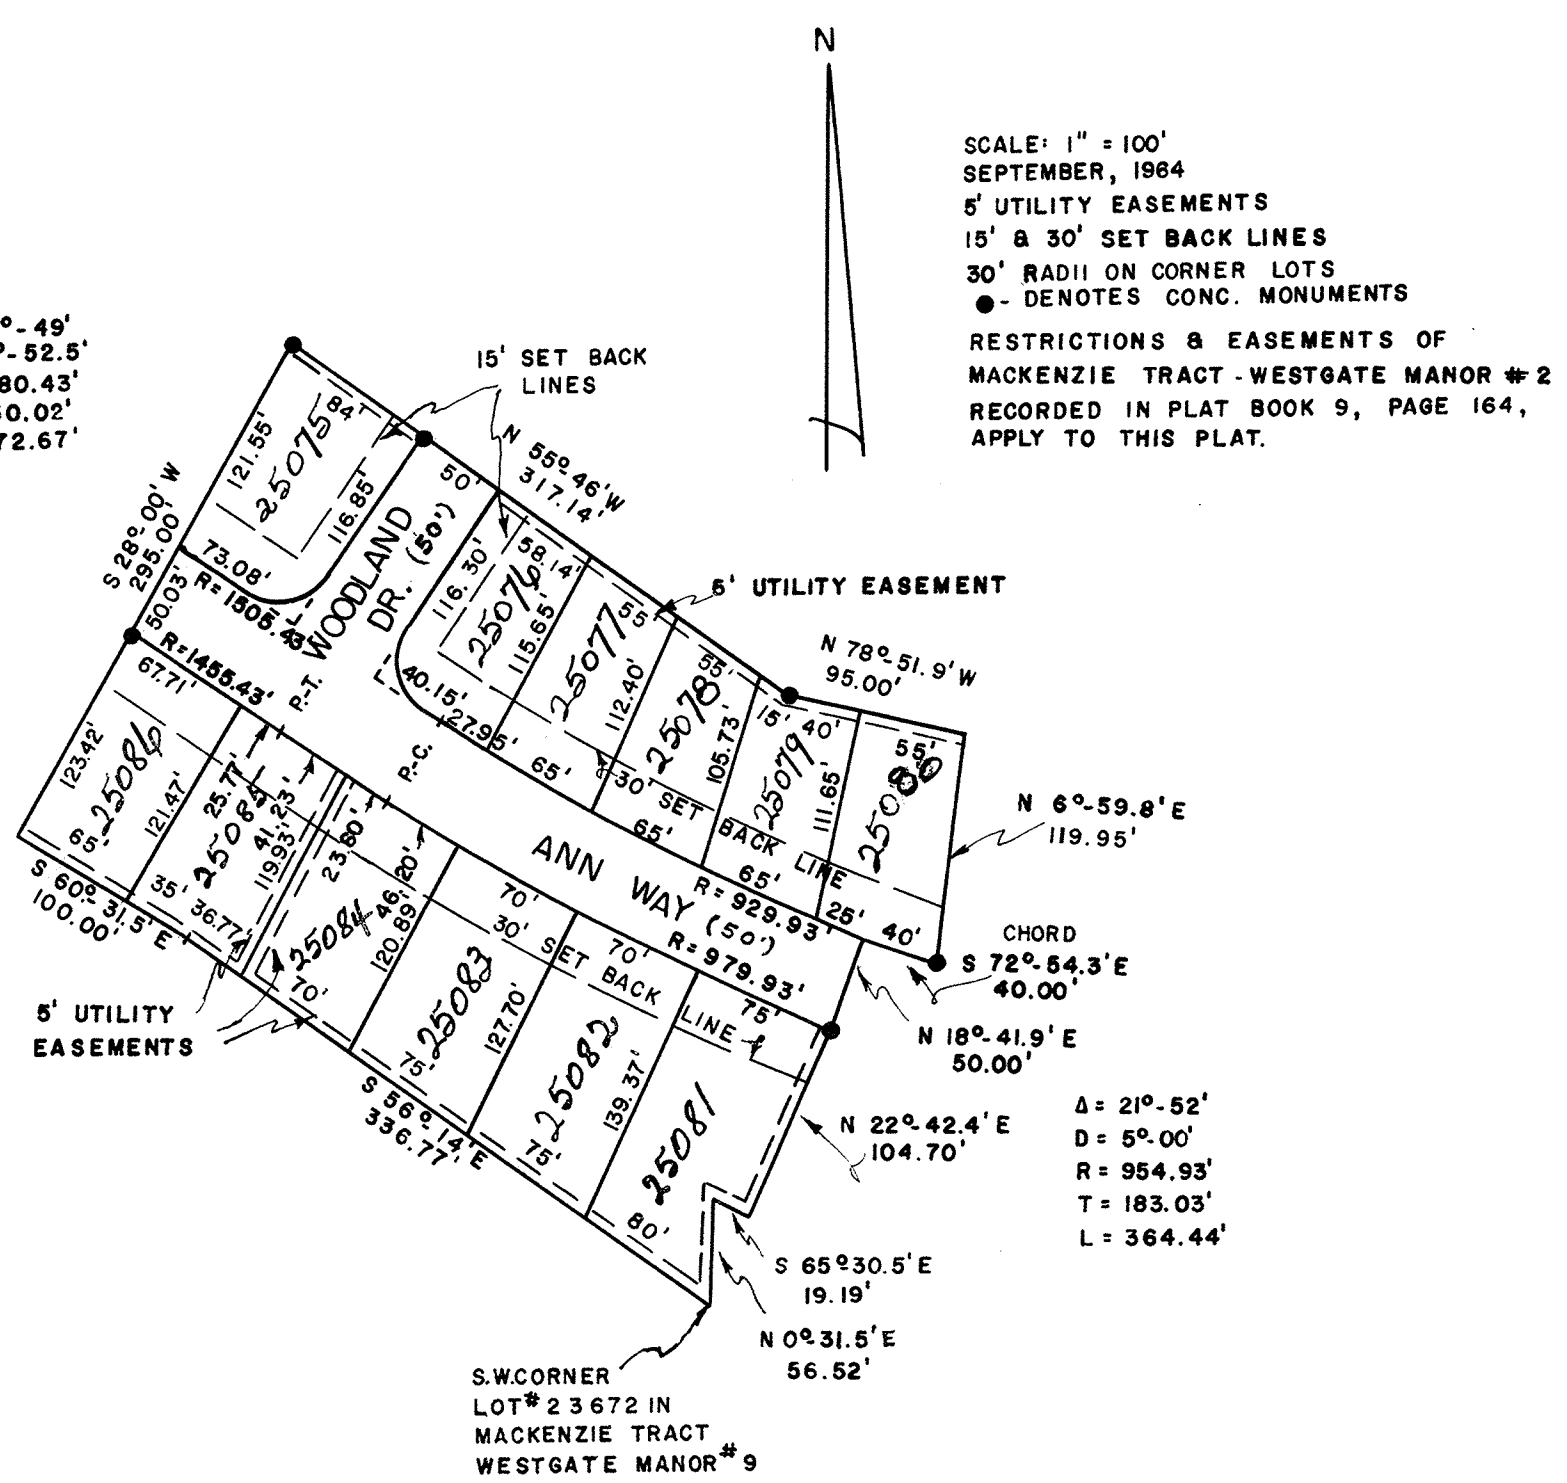 N
SCALE: 1" = 100'
SEPTEMBER, 1964
5' UTILITY EASEMENTS
15' & 30' SET BACK LINES
30' RADII ON CORNER LOTS
●- DENOTES CONC. MONUMENTS
RESTRICTIONS & EASEMENTS OF
MACKENZIE TRACT - WESTGATE MANOR # 2
RECORDED IN PLAT BOOK 9, PAGE 164,
APPLY TO THIS PLAT.
°-49'
°-52.5'
80.43'
50.02'
72.67'
15' SET BACK
LINES
84'
121.55'
25075
116.85'
73.08'
R=1505.43'
S 28°-00' W
295.00'
50.03'
50'
WOODLAND
DR. (50')
N 55°-46' W
317.14'
58.14'
116.30'
25076
115.65'
40.15'
27.95'
55
25077
112.40'
65'
5' UTILITY EASEMENT
55'
25078
105.73'
65'
N 78°-51.9' W
95.00'
15' 40'
25079
111.65'
65'
55'
25080
25' 40'
30' SET
BACK LINE
N 6°-59.8' E
119.95'
R=1455.43'
P.T.
P.C.
67.71'
123.42'
25086
121.47'
65'
25.77'
41.23'
25085
119.93'
35' 36.77'
23.80'
46.20'
25084
120.89'
70'
S 60°-31.5' E
100.00'
ANN WAY (50')
R=929.93'
R=979.93'
70'
25083
127.70'
75'
30' SET BACK LINE
70'
25082
139.37'
75'
75'
25081
80'
CHORD
S 72°-54.3' E
40.00'
N 18°-41.9' E
50.00'
N 22°-42.4' E
104.70'
Δ= 21°-52'
D= 5°-00'
R= 954.93'
T= 183.03'
L= 364.44'
5' UTILITY
EASEMENTS
S 56°-14' E
336.77'
S 65°30.5' E
19.19'
N 0°-31.5' E
56.52'
S.W.CORNER
LOT# 23672 IN
MACKENZIE TRACT
WESTGATE MANOR #9